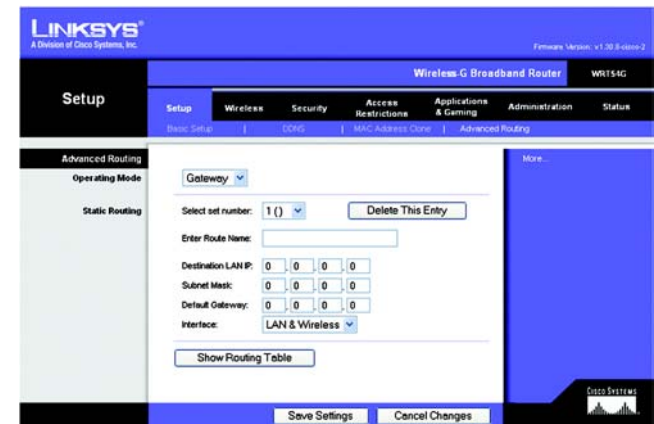 LINKSYS®
A Division of Cisco Systems, Inc.
Firmware Version: v1.30.8-cisco-2
Wireless-G Broadband Router WRT54G
Setup
Setup Wireless Security Access Restrictions Applications & Gaming Administration Status
Basic Setup | DDNS | MAC Address Clone | Advanced Routing
Advanced Routing
More...
Operating Mode Gateway
Static Routing Select set number: 1 () Delete This Entry
Enter Route Name:
Destination LAN IP: 0 . 0 . 0 . 0
Subnet Mask: 0 . 0 . 0 . 0
Default Gateway: 0 . 0 . 0 . 0
Interface: LAN & Wireless
Show Routing Table
CISCO SYSTEMS
Save Settings Cancel Changes